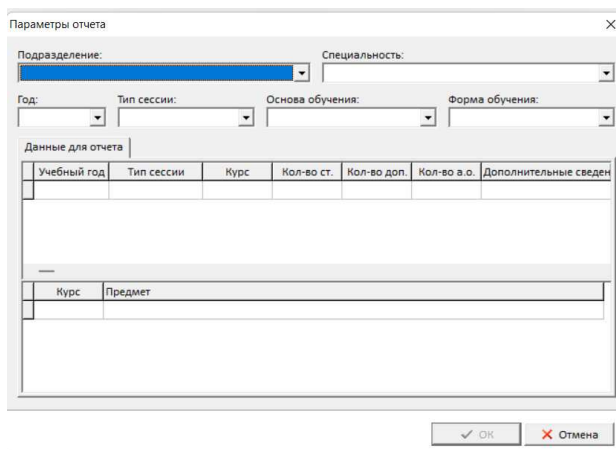 Параметры отчета
Подразделение: Специальность:
Год: Тип сессии: Основа обучения: Форма обучения:
Данные для отчета
Учебный год Тип сессии Курс Кол-во ст. Кол-во доп. Кол-во а.о. Дополнительные сведен
Курс Предмет
ОК Отмена